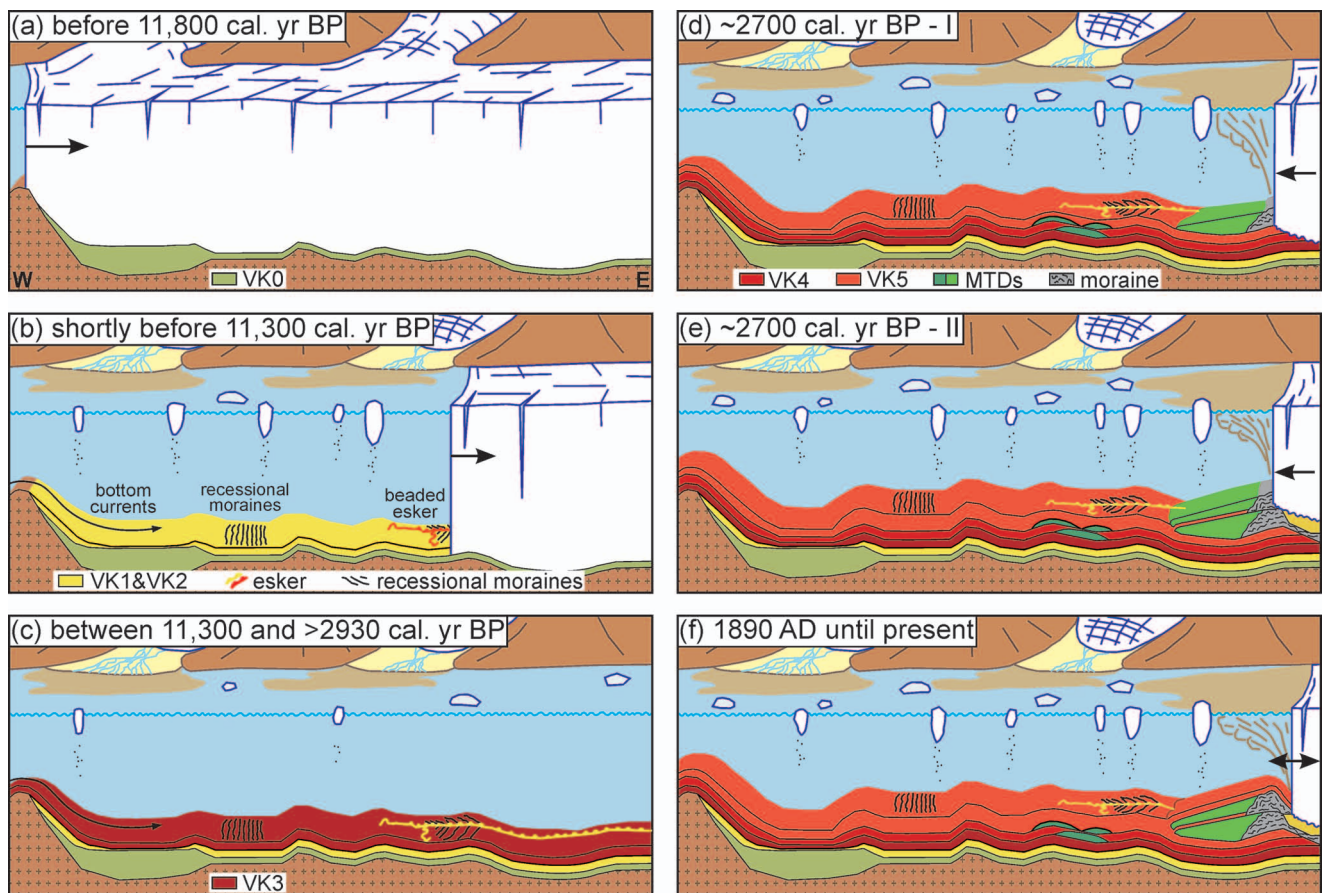 (a) before 11,800 cal. yr BP
W
E
VK0
(b) shortly before 11,300 cal. yr BP
bottom
currents
recessional
moraines
beaded
esker
VK1&VK2
esker
recessional moraines
(c) between 11,300 and >2930 cal. yr BP
VK3
(d) ~2700 cal. yr BP - I
VK4
VK5
MTDs
moraine
(e) ~2700 cal. yr BP - II
(f) 1890 AD until present